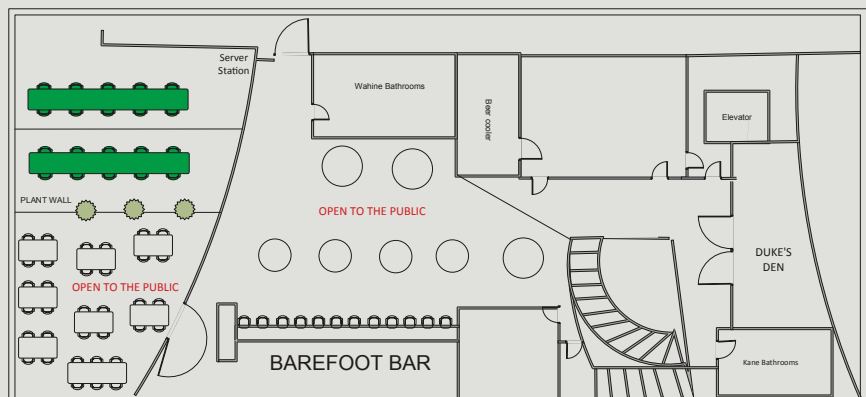 Server
Station
Wahine Bathrooms
Beer cooler
Elevator
PLANT WALL
OPEN TO THE PUBLIC
DUKE'S
DEN
OPEN TO THE PUBLIC
BAREFOOT BAR
Kane Bathrooms